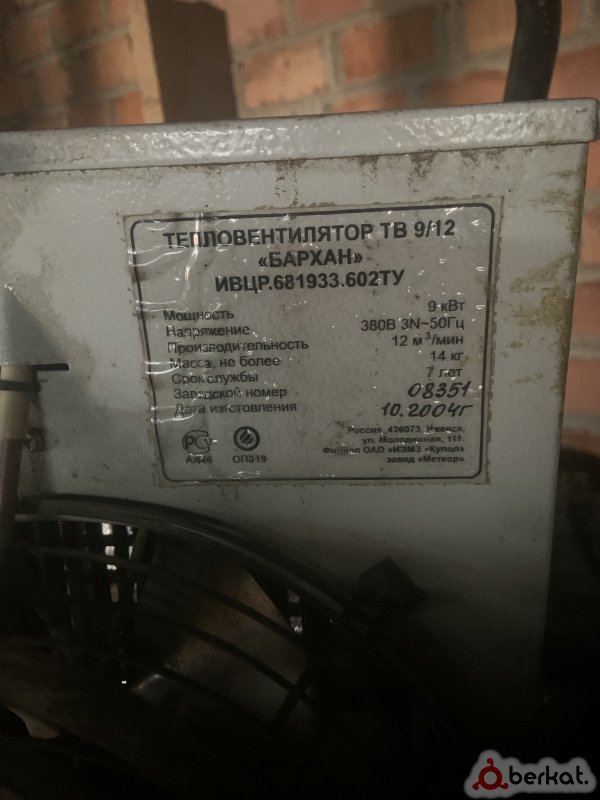 ТЕПЛОВЕНТИЛЯТОР ТВ 9/12
«БАРХАН»
ИВЦР.681933.602ТУ
Мощность 9 кВт
Напряжение 380В 3N~50Гц
Производительность 12 м³/мин
Масса, не более 14 кг
Срок службы 7 лет
Заводской номер 08351
Дата изготовления 10.2004г
РСТ
АЯ46 ОП019
Россия, 426073, Ижевск,
ул. Молодежная, 111.
Филиал ОАО «ИЭМЗ «Купол»
завод «Метеор»
berkat.